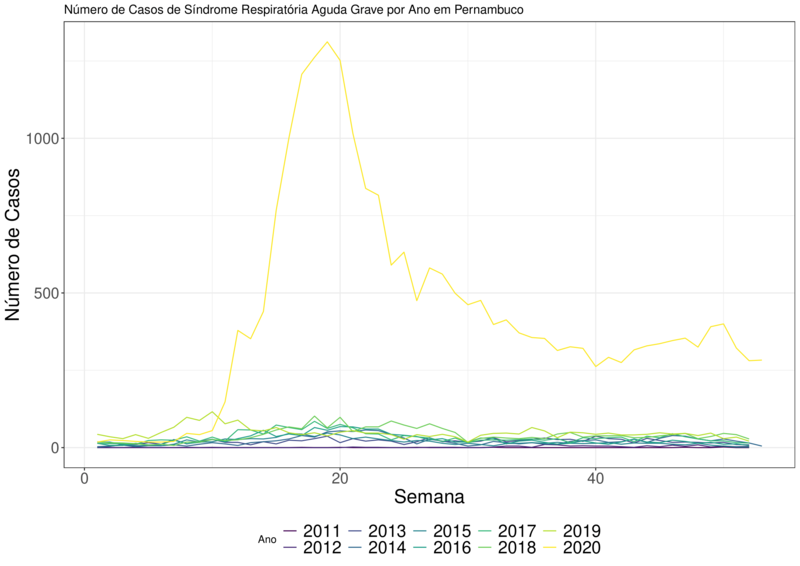 Número de Casos de Síndrome Respiratória Aguda Grave por Ano em Pernambuco
Número de Casos
1000
500
0
0 20 40
Semana
Ano
2011 2013 2015 2017 2019
2012 2014 2016 2018 2020